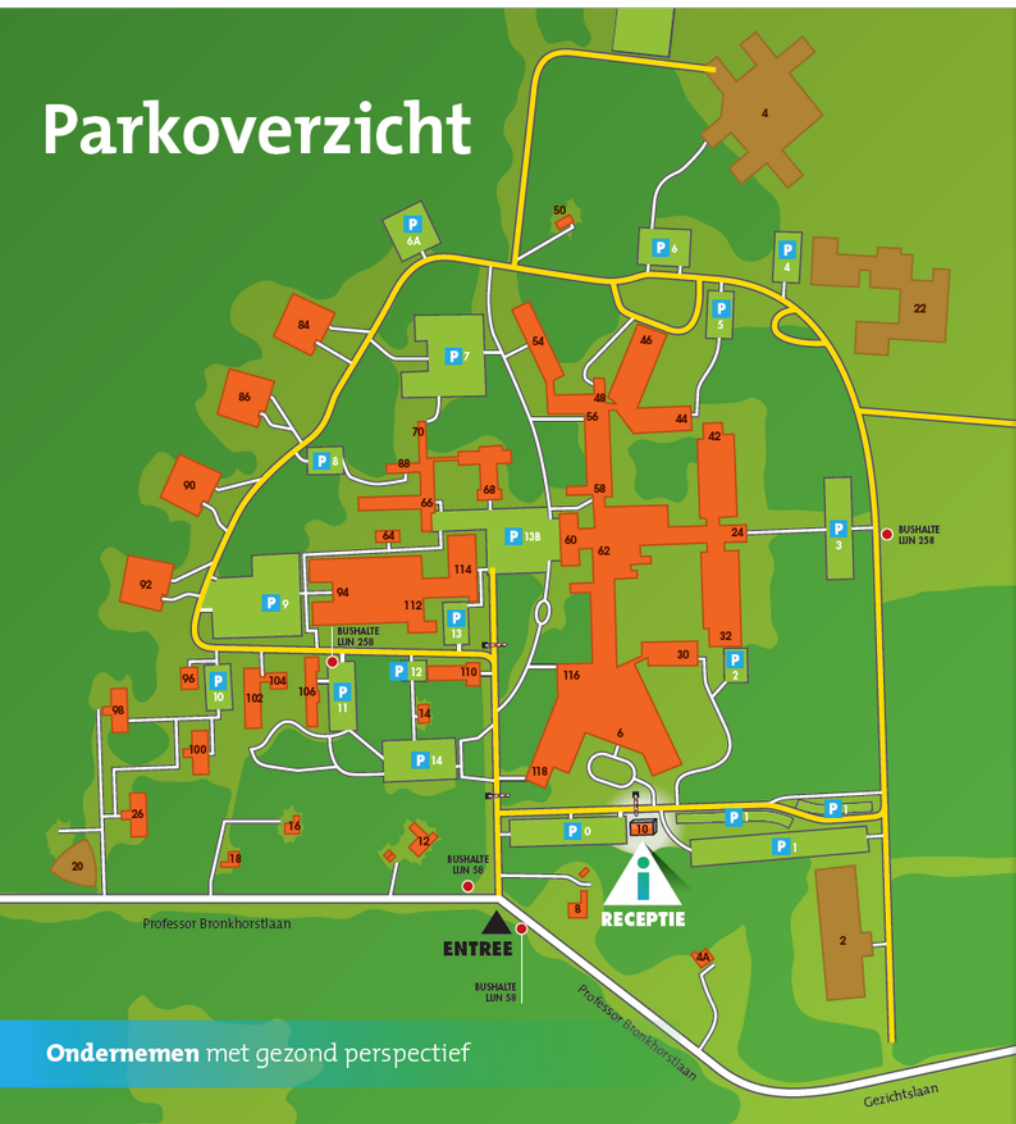 Parkoverzicht
4
50
P 6A
P 6
P 4
22
84
P 5
54
46
P 7
86
48
56
44
70
42
P 8
88
90
68
58
66
P 13B
60
24
P 3
BUSHALTE
LIJN 258
64
62
114
92
94
P 9
112
P 13
32
BUSHALTE
LIJN 258
30
P 2
96
P 10
104
102
106
P 11
P 12
110
116
98
14
6
100
P 14
118
26
P 1
P 1
16
P 0
10
12
P 1
18
20
BUSHALTE
LIJN 58
i
RECEPTIE
8
Professor Bronkhorstlaan
ENTREE
2
4A
BUSHALTE
LIJN 58
Professor Bronkhorstlaan
Ondernemen met gezond perspectief
Gezichtslaan